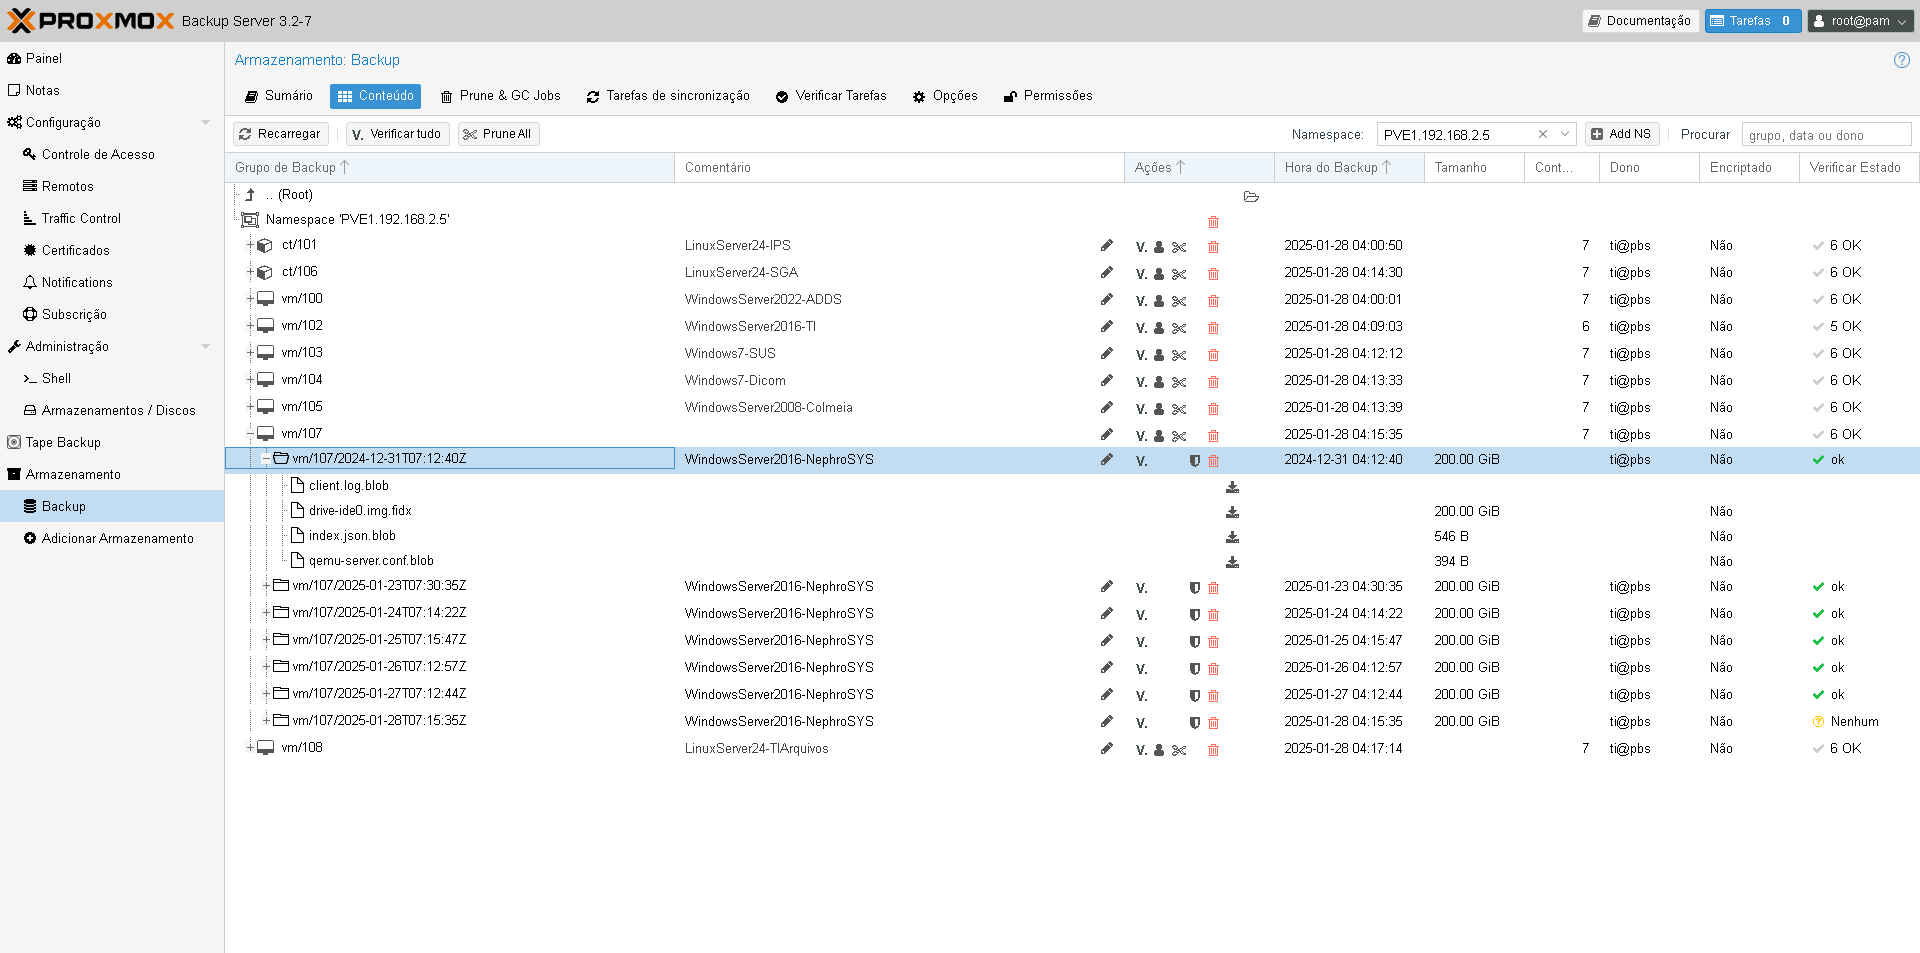 PROXMOX Backup Server 3.2-7
Documentação
Tarefas 0
root@pam
Painel
Notas
Configuração
Controle de Acesso
Remotos
Traffic Control
Certificados
Notifications
Subscrição
Administração
Shell
Armazenamentos / Discos
Tape Backup
Armazenamento
Backup
Adicionar Armazenamento
Armazenamento: Backup
Sumário Conteúdo Prune & GC Jobs Tarefas de sincronização Verificar Tarefas Opções Permissões
Recarregar V. Verificar tudo Prune All Namespace: PVE1.192.168.2.5 Add NS Procurar grupo, data ou dono
Grupo de Backup Comentário Ações Hora do Backup Tamanho Cont... Dono Encriptado Verificar Estado
.. (Root)
Namespace 'PVE1.192.168.2.5'
ct/101 LinuxServer24-IPS V. 2025-01-28 04:00:50 7 ti@pbs Não 6 OK
ct/106 LinuxServer24-SGA V. 2025-01-28 04:14:30 7 ti@pbs Não 6 OK
vm/100 WindowsServer2022-ADDS V. 2025-01-28 04:00:01 7 ti@pbs Não 6 OK
vm/102 WindowsServer2016-TI V. 2025-01-28 04:09:03 6 ti@pbs Não 5 OK
vm/103 Windows7-SUS V. 2025-01-28 04:12:12 7 ti@pbs Não 6 OK
vm/104 Windows7-Dicom V. 2025-01-28 04:13:33 7 ti@pbs Não 6 OK
vm/105 WindowsServer2008-Colmeia V. 2025-01-28 04:13:39 7 ti@pbs Não 6 OK
vm/107 V. 2025-01-28 04:15:35 7 ti@pbs Não 6 OK
vm/107/2024-12-31T07:12:40Z WindowsServer2016-NephroSYS V. 2024-12-31 04:12:40 200.00 GiB ti@pbs Não ok
client.log.blob
drive-ide0.img.fidx 200.00 GiB Não
index.json.blob 546 B Não
qemu-server.conf.blob 394 B Não
vm/107/2025-01-23T07:30:35Z WindowsServer2016-NephroSYS V. 2025-01-23 04:30:35 200.00 GiB ti@pbs Não ok
vm/107/2025-01-24T07:14:22Z WindowsServer2016-NephroSYS V. 2025-01-24 04:14:22 200.00 GiB ti@pbs Não ok
vm/107/2025-01-25T07:15:47Z WindowsServer2016-NephroSYS V. 2025-01-25 04:15:47 200.00 GiB ti@pbs Não ok
vm/107/2025-01-26T07:12:57Z WindowsServer2016-NephroSYS V. 2025-01-26 04:12:57 200.00 GiB ti@pbs Não ok
vm/107/2025-01-27T07:12:44Z WindowsServer2016-NephroSYS V. 2025-01-27 04:12:44 200.00 GiB ti@pbs Não ok
vm/107/2025-01-28T07:15:35Z WindowsServer2016-NephroSYS V. 2025-01-28 04:15:35 200.00 GiB ti@pbs Não Nenhum
vm/108 LinuxServer24-TIArquivos V. 2025-01-28 04:17:14 7 ti@pbs Não 6 OK